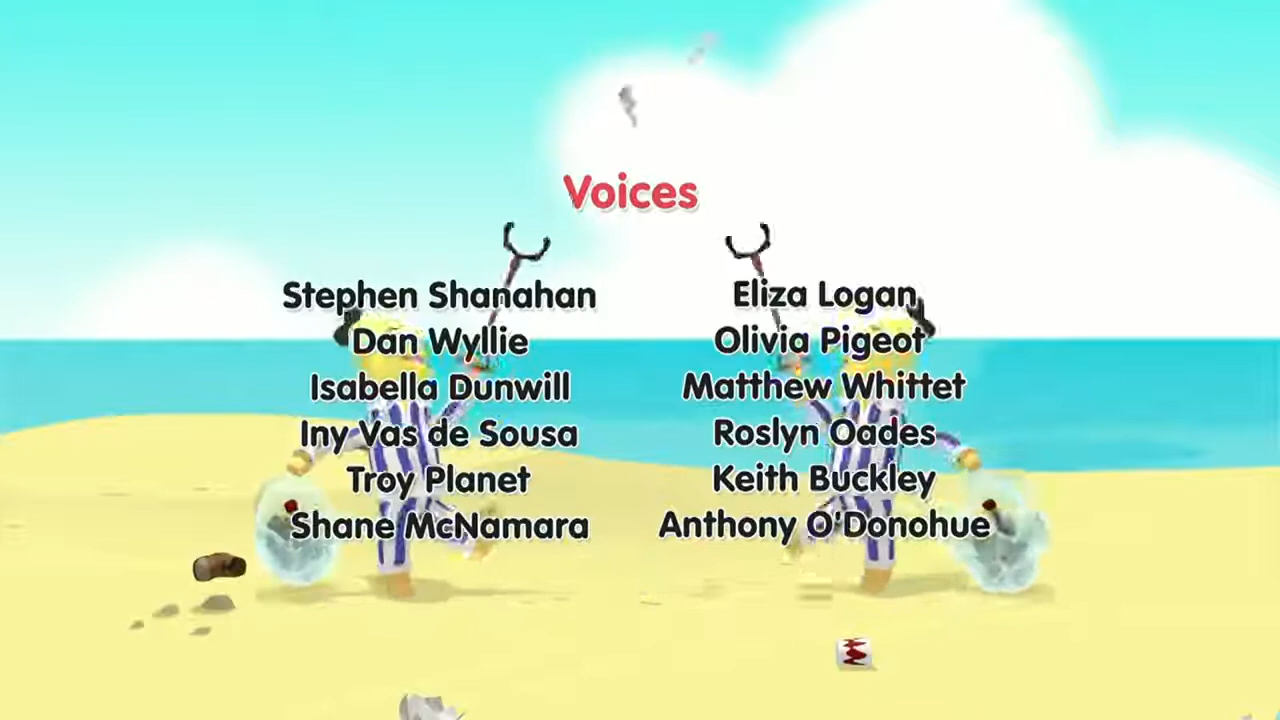 Voices
Stephen Shanahan
Dan Wyllie
Isabella Dunwill
Iny Vas de Sousa
Troy Planet
Shane McNamara
Eliza Logan
Olivia Pigeot
Matthew Whittet
Roslyn Oades
Keith Buckley
Anthony O'Donohue